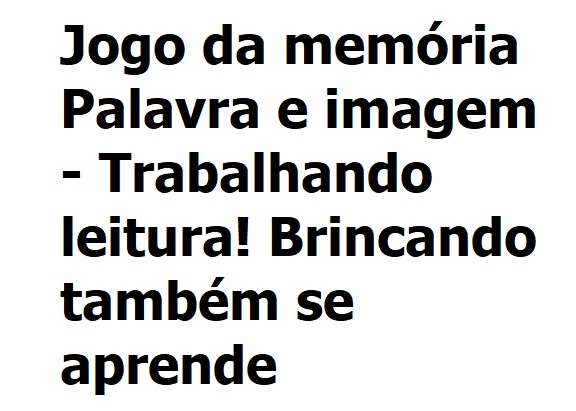 Jogo da memória
Palavra e imagem
- Trabalhando
leitura! Brincando
também se
aprende